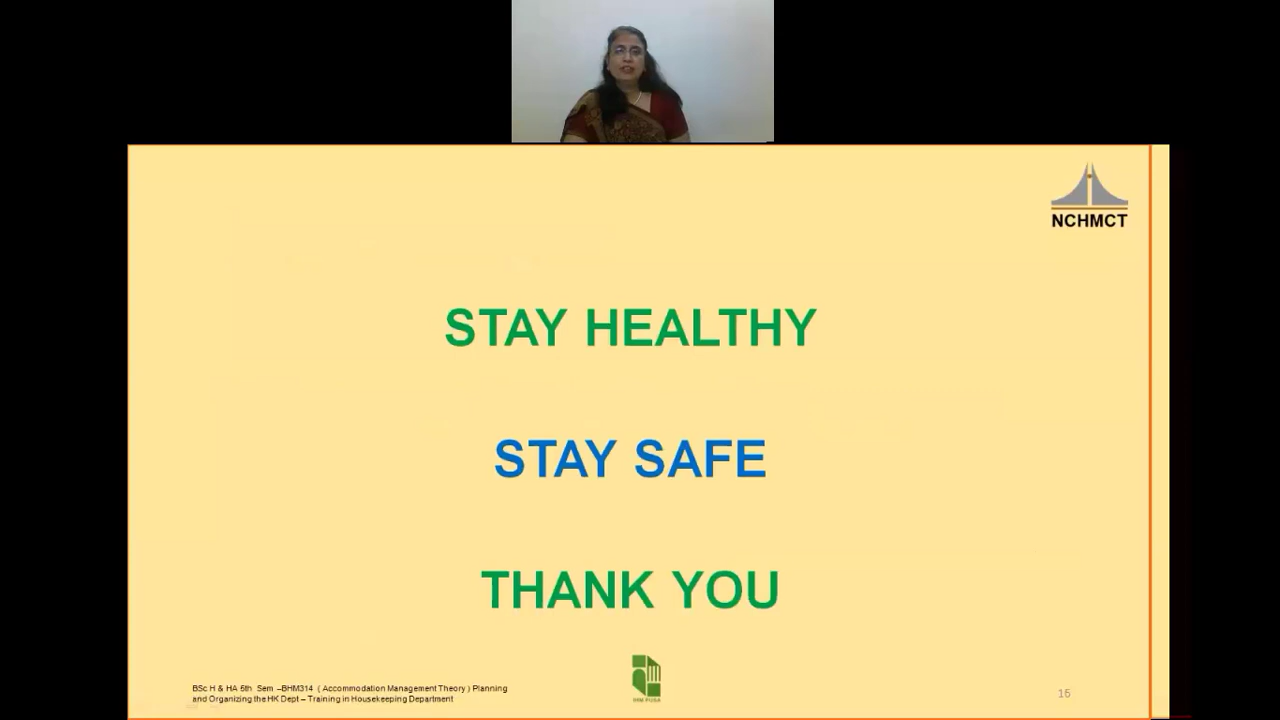 NCHMCT
STAY HEALTHY
STAY SAFE
THANK YOU
BSc H & HA 5th Sem –BHM314 ( Accommodation Management Theory ) Planning
and Organizing the HK Dept – Training in Housekeeping Department
15